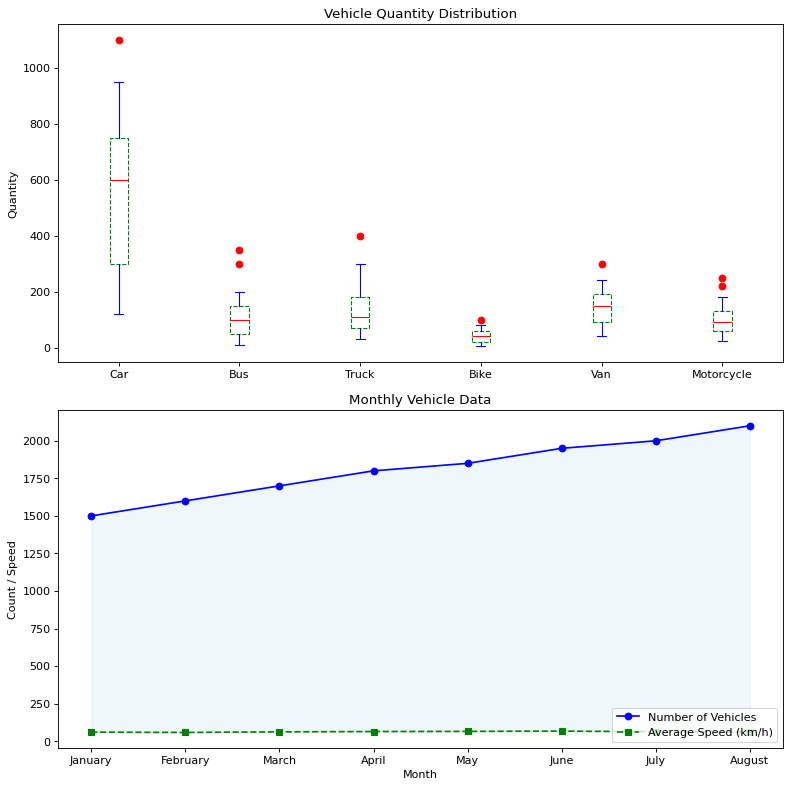 Vehicle Quantity Distribution
Quantity
1000
800
600
400
200
0
Car Bus Truck Bike Van Motorcycle
Monthly Vehicle Data
Count / Speed
2000
1750
1500
1250
1000
750
500
250
0
Number of Vehicles
Average Speed (km/h)
January February March April May June July August
Month